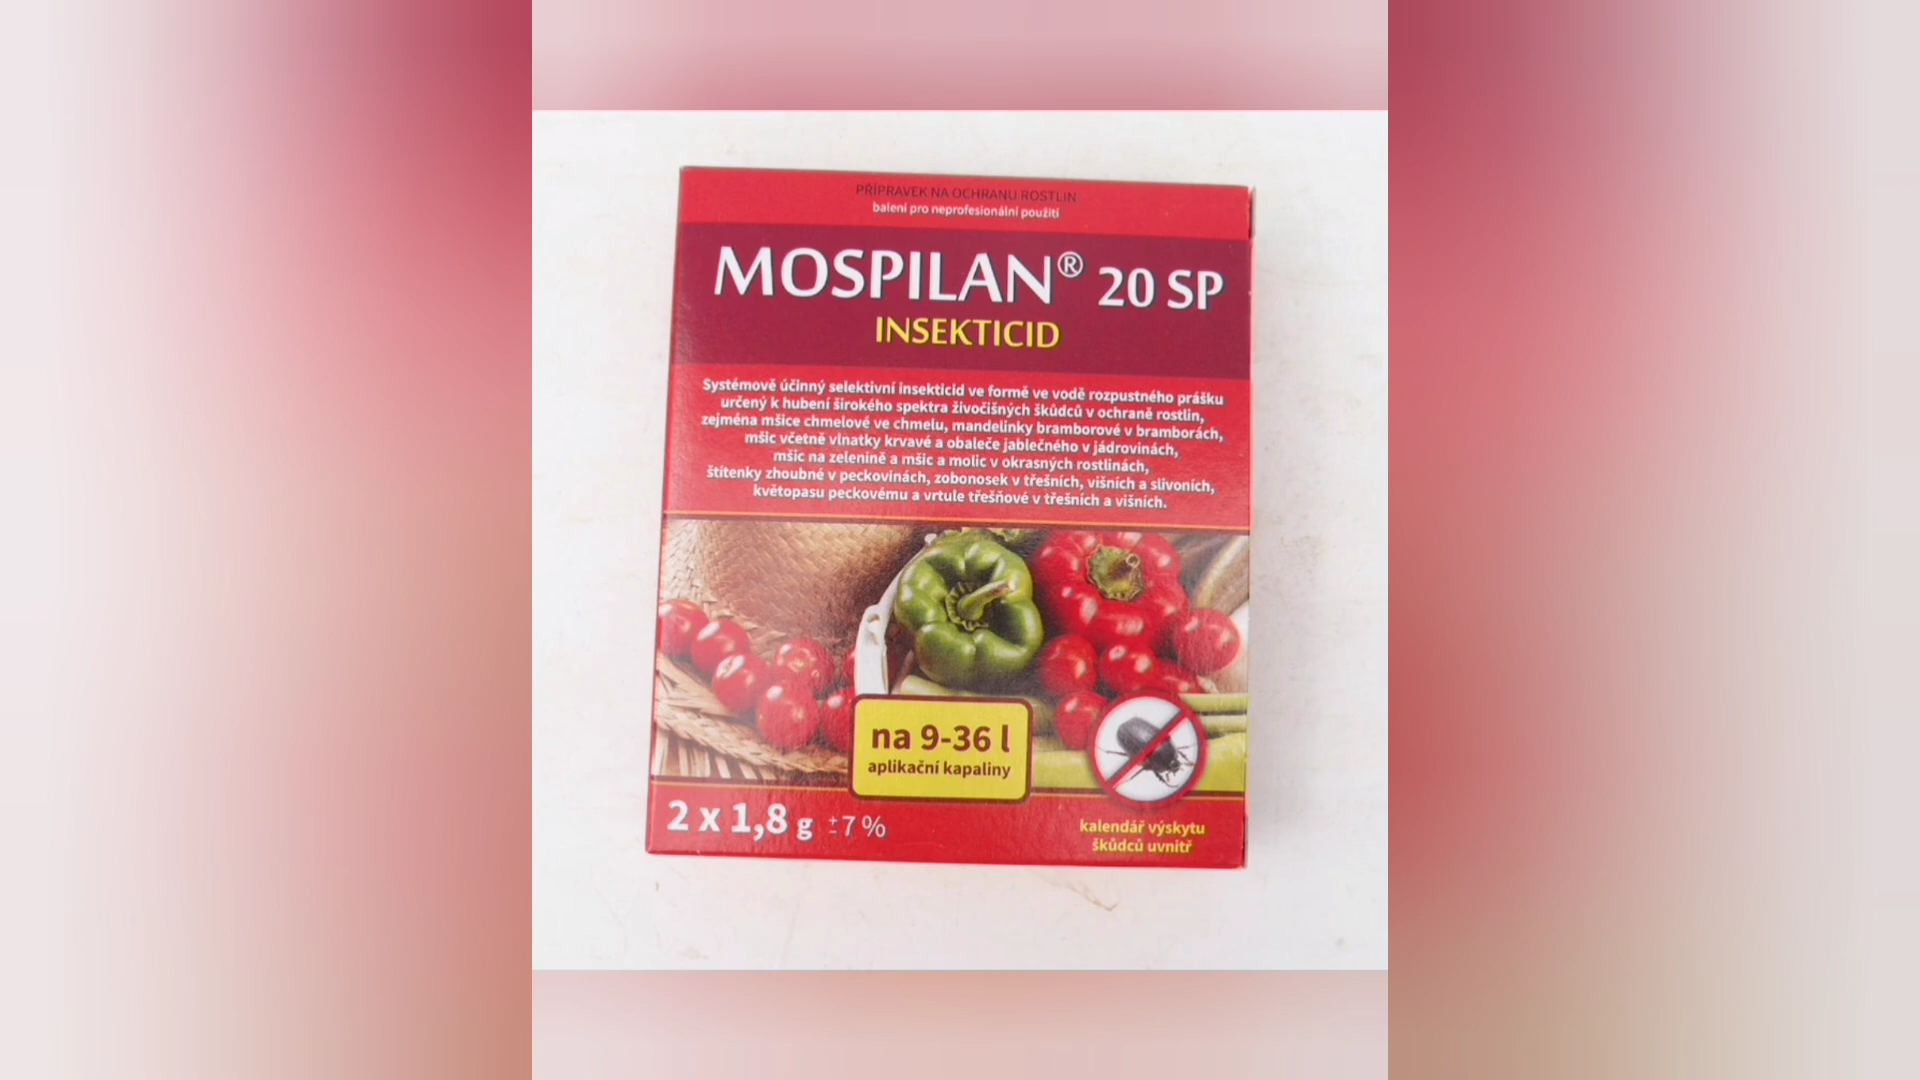 PŘÍPRAVEK NA OCHRANU ROSTLIN
balení pro neprofesionální použití
MOSPILAN® 20 SP
INSEKTICID
Systémově účinný selektivní insekticid ve formě ve vodě rozpustného prášku
určený k hubení širokého spektra živočišných škůdců v ochraně rostlin,
zejména mšice chmelové ve chmelu, mandelinky bramborové v bramborách,
mšic včetně vlnatky krvavé a obaleče jablečného v jádrovinách,
mšic na zelenině a mšic a molic v okrasných rostlinách,
štítenky zhoubné v peckovinách, zobonosek v třešních, višních a slivoních,
květopasu peckovému a vrtule třešňové v třešních a višních.
na 9-36 l
aplikační kapaliny
2 x 1,8 g ±7 %
kalendář výskytu
škůdců uvnitř